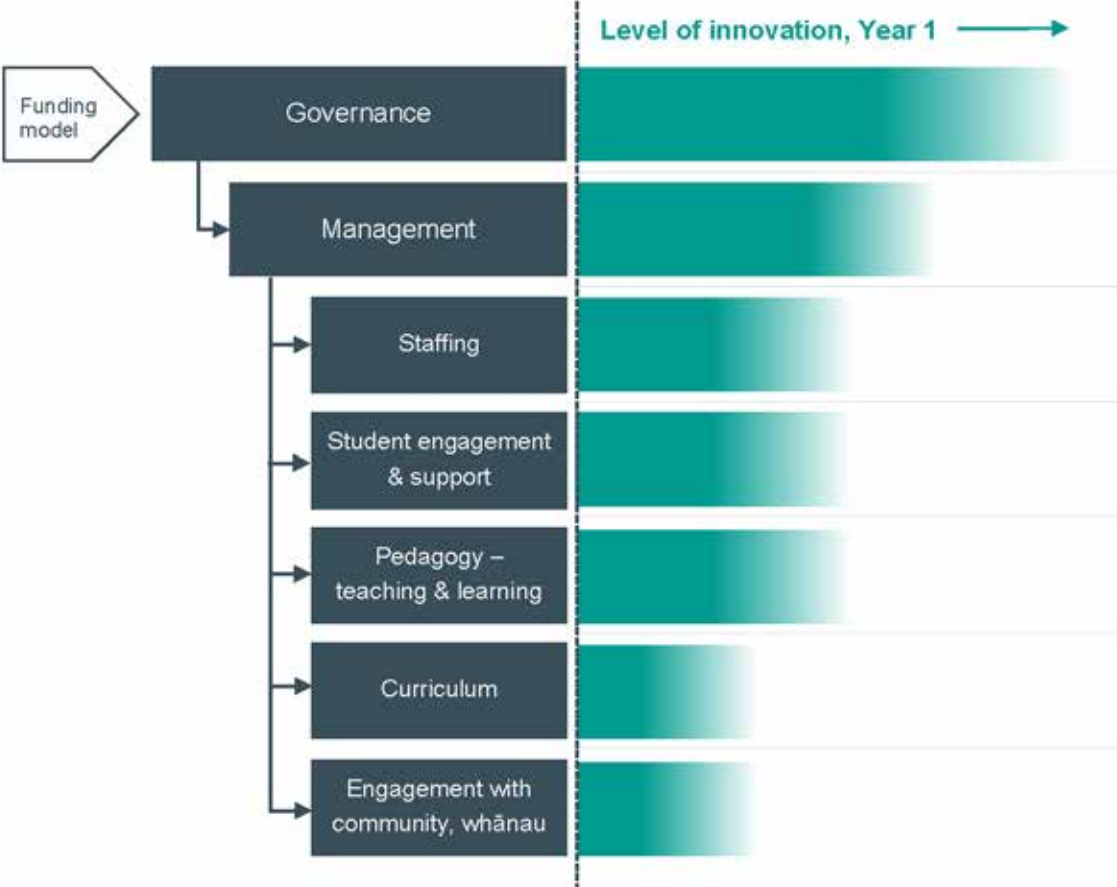 Level of innovation, Year 1
Funding
model
Governance
Management
Staffing
Student engagement
& support
Pedagogy –
teaching & learning
Curriculum
Engagement with
community, whānau